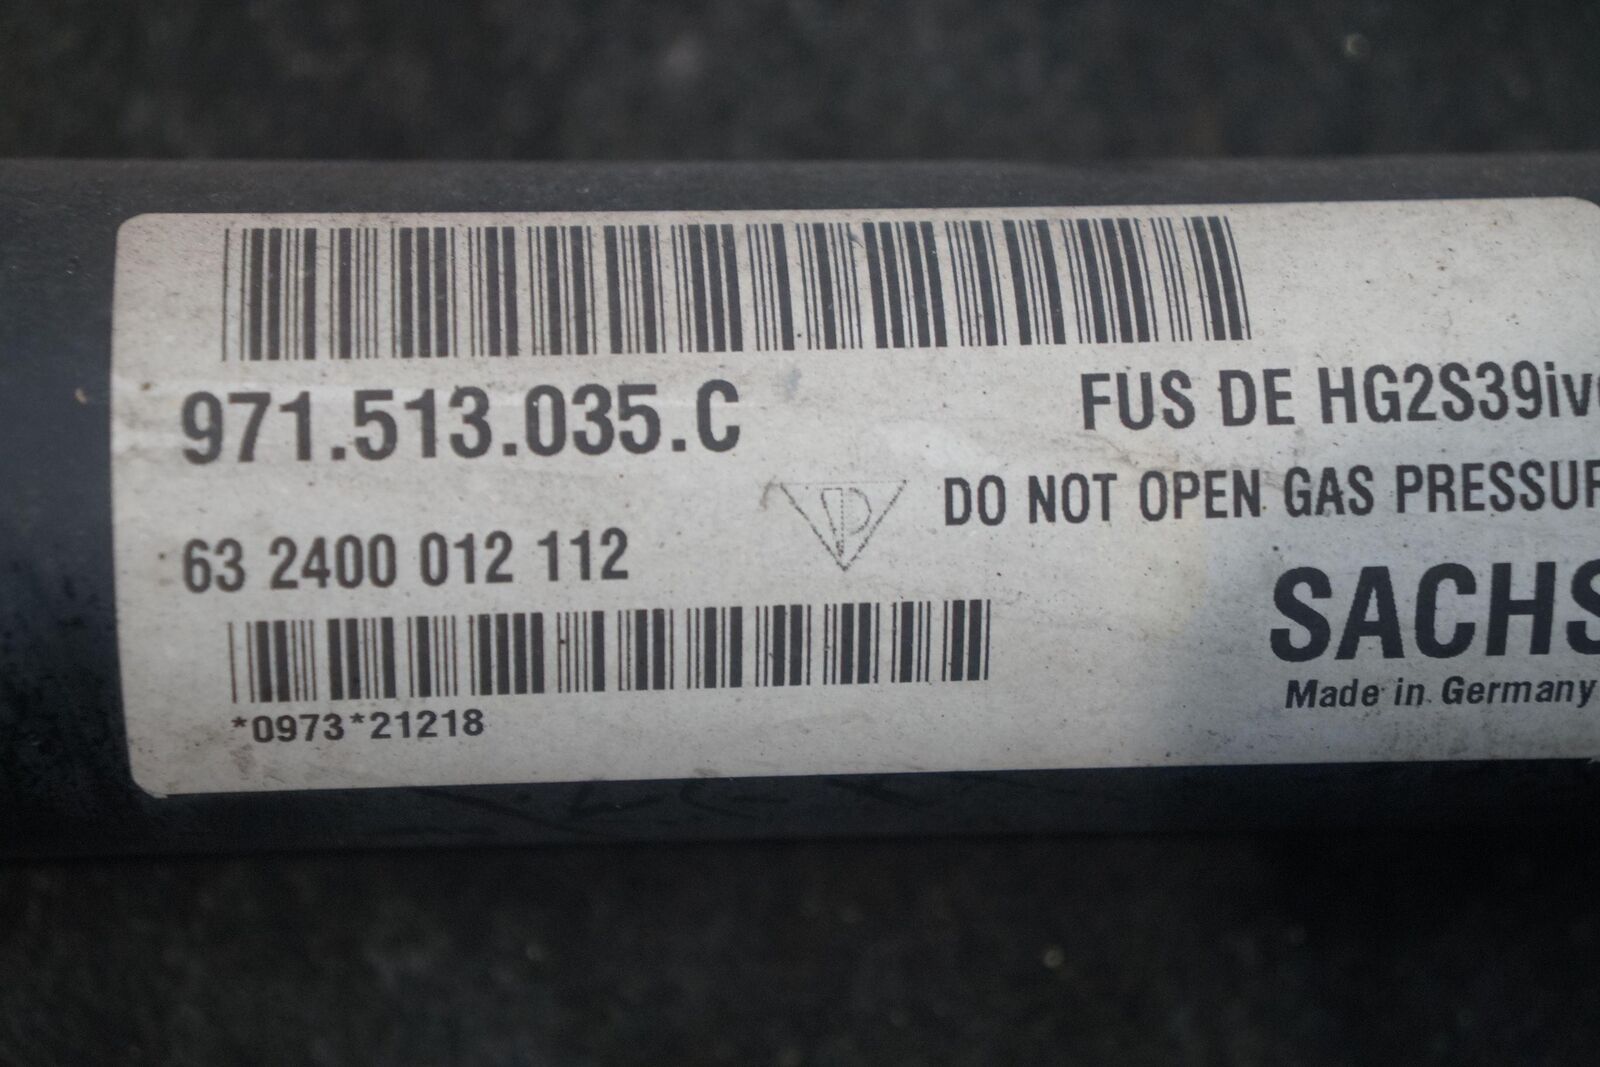 971.513.035.C
FUS DE HG2S39iv
DO NOT OPEN GAS PRESSUR
63 2400 012 112
SACHS
Made in Germany
*0973*21218